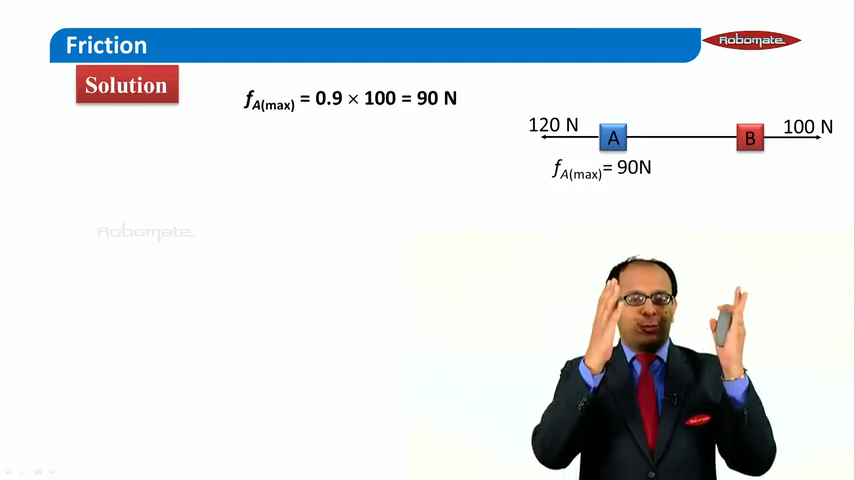 Friction
Robomate
Solution
fA(max) = 0.9 × 100 = 90 N
120 N
A
B
100 N
fA(max)= 90N
Robomate